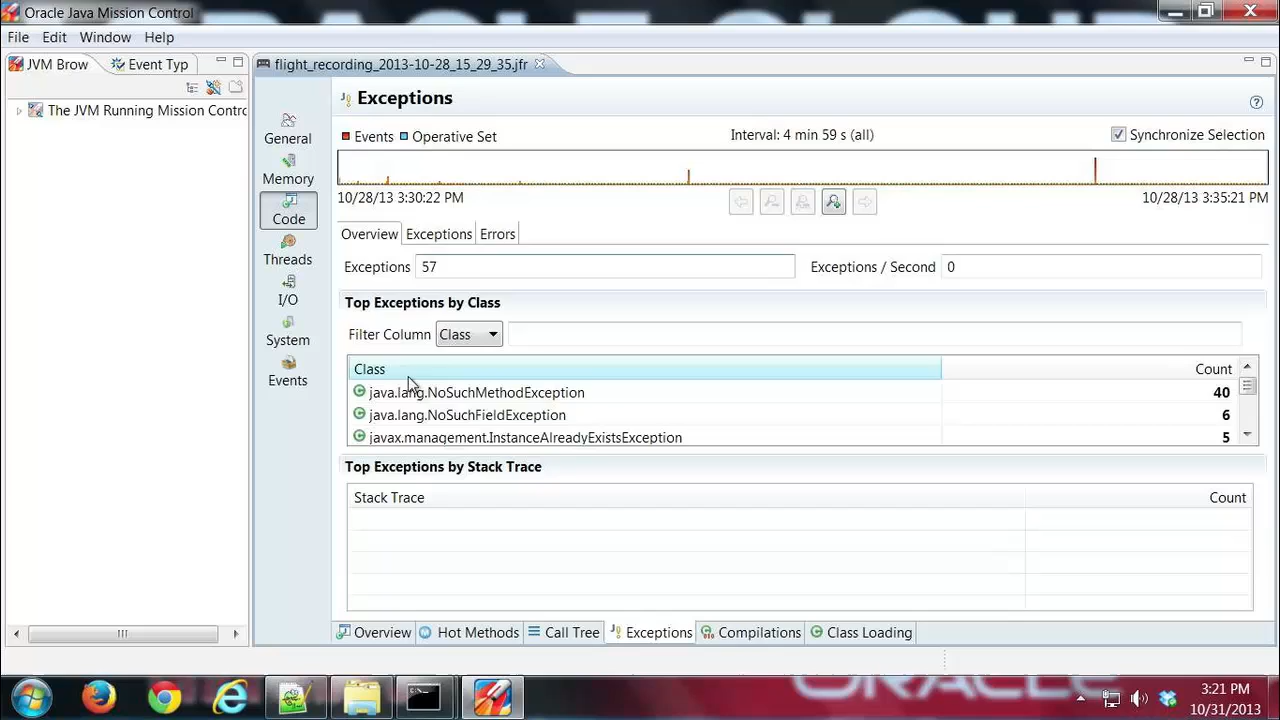 Oracle Java Mission Control
File Edit Window Help
JVM Brow Event Typ
flight_recording_2013-10-28_15_29_35.jfr
The JVM Running Mission Contro
General
Memory
Code
Threads
I/O
System
Events
Exceptions
Events Operative Set Interval: 4 min 59 s (all) Synchronize Selection
10/28/13 3:30:22 PM 10/28/13 3:35:21 PM
Overview Exceptions Errors
Exceptions 57 Exceptions / Second 0
Top Exceptions by Class
Filter Column Class
Class Count
java.lang.NoSuchMethodException 40
java.lang.NoSuchFieldException 6
javax.management.InstanceAlreadyExistsException 5
Top Exceptions by Stack Trace
Stack Trace Count
Overview Hot Methods Call Tree Exceptions Compilations Class Loading
3:21 PM
10/31/2013